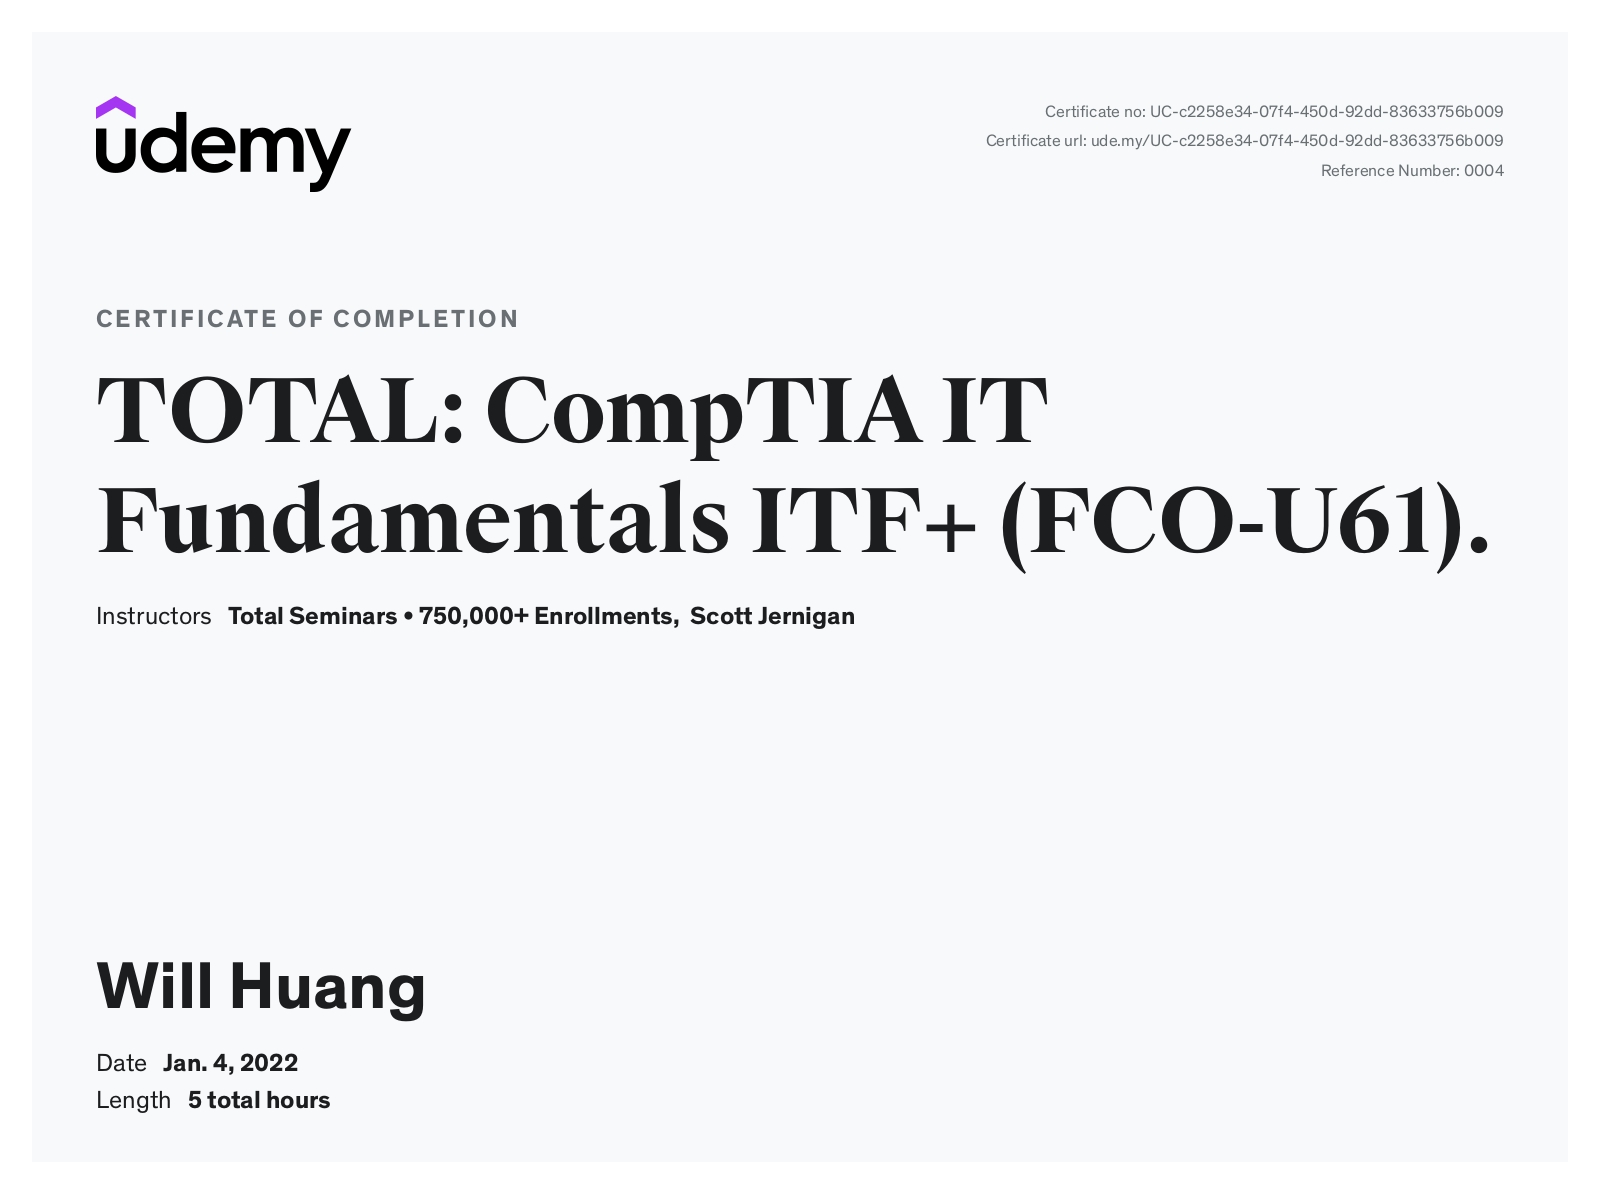 udemy
Certificate no: UC-c2258e34-07f4-450d-92dd-83633756b009
Certificate url: ude.my/UC-c2258e34-07f4-450d-92dd-83633756b009
Reference Number: 0004
CERTIFICATE OF COMPLETION
TOTAL: CompTIA IT
Fundamentals ITF+ (FCO-U61).
Instructors Total Seminars • 750,000+ Enrollments, Scott Jernigan
Will Huang
Date Jan. 4, 2022
Length 5 total hours